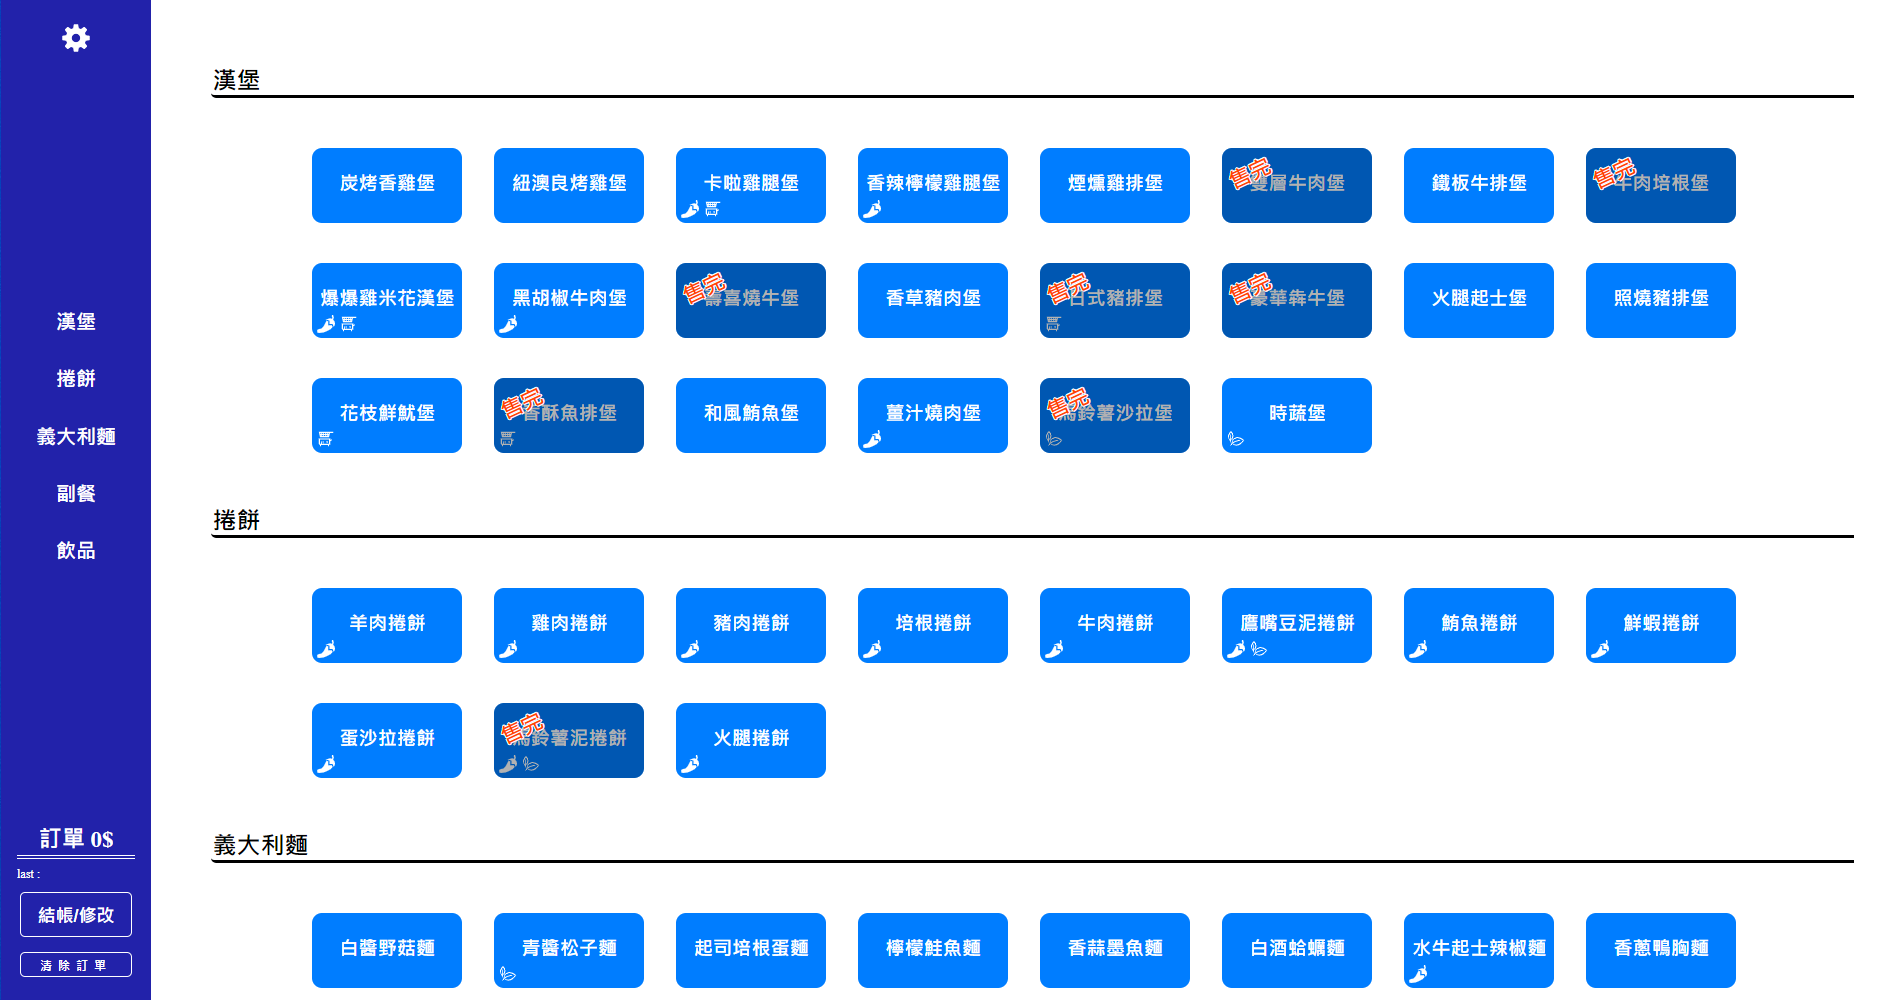 漢堡
捲餅
義大利麵
副餐
飲品
訂單 0$
last :
結帳/修改
清除訂單
漢堡
炭烤香雞堡
紐澳良烤雞堡
卡啦雞腿堡
香辣檸檬雞腿堡
煙燻雞排堡
售完
雙層牛肉堡
鐵板牛排堡
售完
牛肉培根堡
爆爆雞米花漢堡
黑胡椒牛肉堡
售完
壽喜燒牛堡
香草豬肉堡
售完
日式豬排堡
售完
豪華犇牛堡
火腿起士堡
照燒豬排堡
花枝鮮魷堡
售完
香酥魚排堡
和風鮪魚堡
薑汁燒肉堡
售完
馬鈴薯沙拉堡
時蔬堡
捲餅
羊肉捲餅
雞肉捲餅
豬肉捲餅
培根捲餅
牛肉捲餅
鷹嘴豆泥捲餅
鮪魚捲餅
鮮蝦捲餅
蛋沙拉捲餅
售完
馬鈴薯泥捲餅
火腿捲餅
義大利麵
白醬野菇麵
青醬松子麵
起司培根蛋麵
檸檬鮭魚麵
香蒜墨魚麵
白酒蛤蠣麵
水牛起士辣椒麵
香蔥鴨胸麵